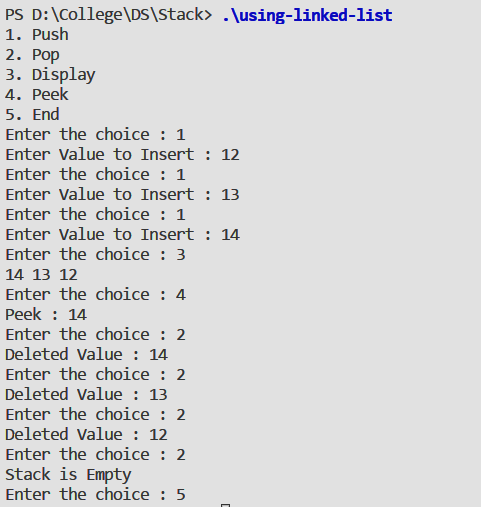 PS D:\College\DS\Stack> .\using-linked-list
1. Push
2. Pop
3. Display
4. Peek
5. End
Enter the choice : 1
Enter Value to Insert : 12
Enter the choice : 1
Enter Value to Insert : 13
Enter the choice : 1
Enter Value to Insert : 14
Enter the choice : 3
14 13 12
Enter the choice : 4
Peek : 14
Enter the choice : 2
Deleted Value : 14
Enter the choice : 2
Deleted Value : 13
Enter the choice : 2
Deleted Value : 12
Enter the choice : 2
Stack is Empty
Enter the choice : 5